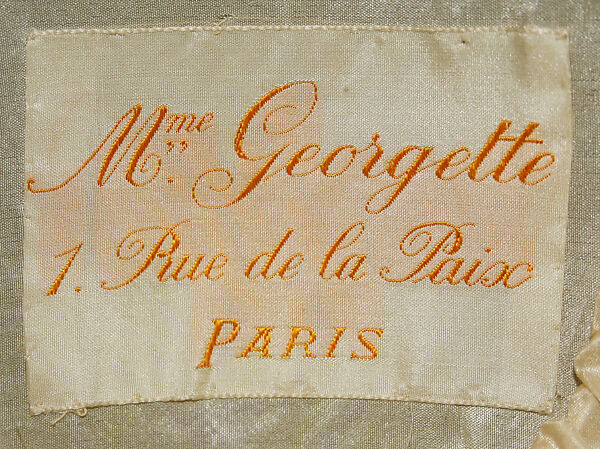 Mme Georgette
1. Rue de la Paix
PARIS